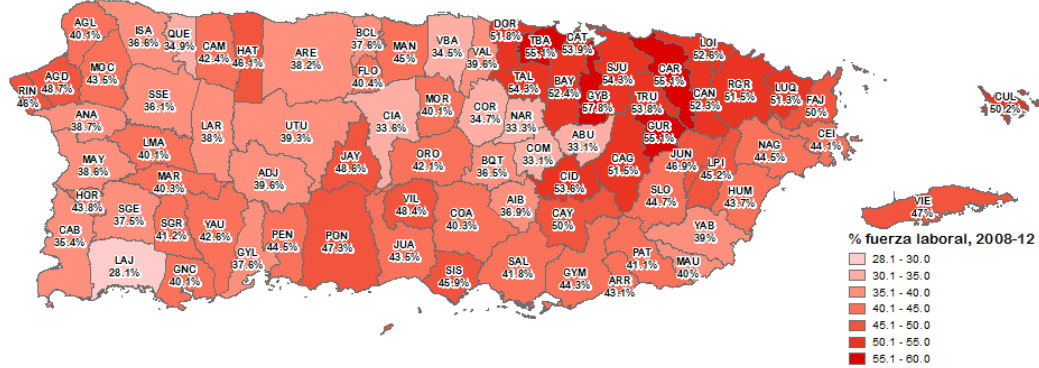 AGL
40.1%
ISA
36.6%
QUE
34.9%
CAM
42.4%
HAT
46.1%
ARE
38.2%
BCL
37.6%
MAN
45%
VBA
34.5%
VAL
39.6%
DOR
51.8%
TBA
55.1%
CAT
53.9%
LOI
52.6%
MOC
43.5%
AGD
48.7%
RIN
46%
FLO
40.4%
TAL
54.3%
BAY
52.4%
SJU
54.3%
CAR
55.1%
GYB
57.8%
TRU
53.8%
CAN
52.3%
RGR
51.5%
LUQ
51.3%
FAJ
50%
CUL
50.2%
SSE
36.1%
ANA
38.7%
LAR
38%
UTU
39.3%
CIA
33.6%
MOR
40.1%
COR
34.7%
NAR
33.3%
ABU
33.1%
GUR
55.1%
CEI
44.1%
LMA
40.1%
MAY
38.6%
MAR
40.3%
ADJ
39.6%
JAY
48.6%
ORO
42.1%
BQT
36.5%
COM
33.1%
CID
53.6%
CAG
51.5%
JUN
46.9%
LPI
45.2%
NAG
44.5%
HUM
43.7%
HOR
43.8%
CAB
35.4%
SGE
37.5%
SGR
41.2%
YAU
42.6%
VIL
48.4%
COA
40.3%
AIB
36.9%
CAY
50%
SLO
44.7%
YAB
39%
VIE
47%
LAJ
28.1%
GNC
40.1%
GYL
37.6%
PEN
44.5%
PON
47.3%
JUA
43.5%
SIS
45.9%
SAL
41.8%
GYM
44.3%
ARR
43.1%
PAT
41.1%
MAU
40%
% fuerza laboral, 2008-12
28.1 - 30.0
30.1 - 35.0
35.1 - 40.0
40.1 - 45.0
45.1 - 50.0
50.1 - 55.0
55.1 - 60.0